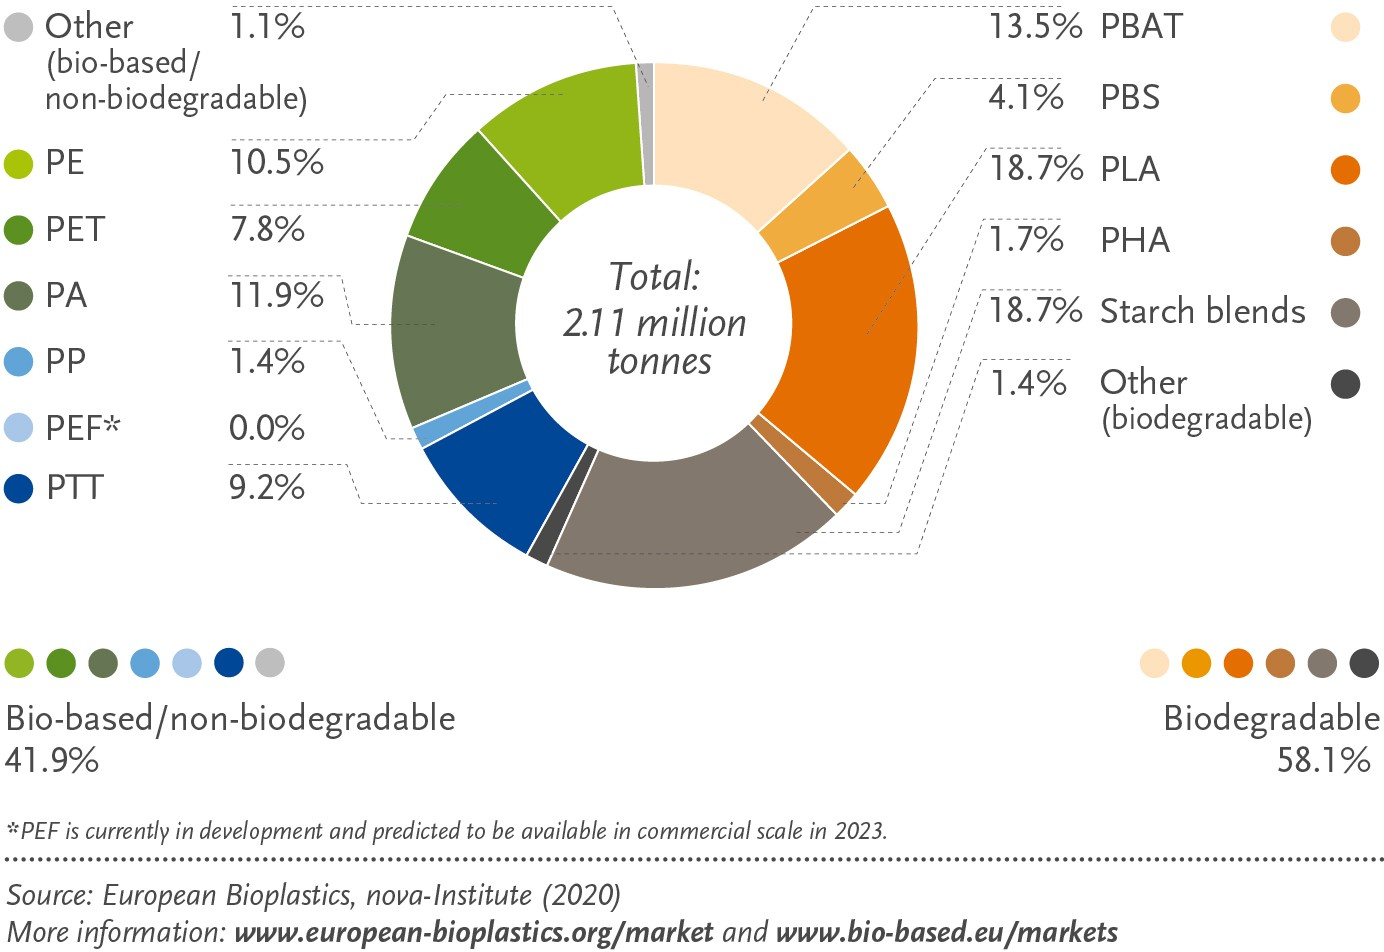 Other 1.1%
(bio-based/
non-biodegradable)
PE 10.5%
PET 7.8%
PA 11.9%
PP 1.4%
PEF* 0.0%
PTT 9.2%
Total:
2.11 million
tonnes
13.5% PBAT
4.1% PBS
18.7% PLA
1.7% PHA
18.7% Starch blends
1.4% Other
(biodegradable)
Bio-based/non-biodegradable
41.9%
Biodegradable
58.1%
*PEF is currently in development and predicted to be available in commercial scale in 2023.
Source: European Bioplastics, nova-Institute (2020)
More information: www.european-bioplastics.org/market and www.bio-based.eu/markets